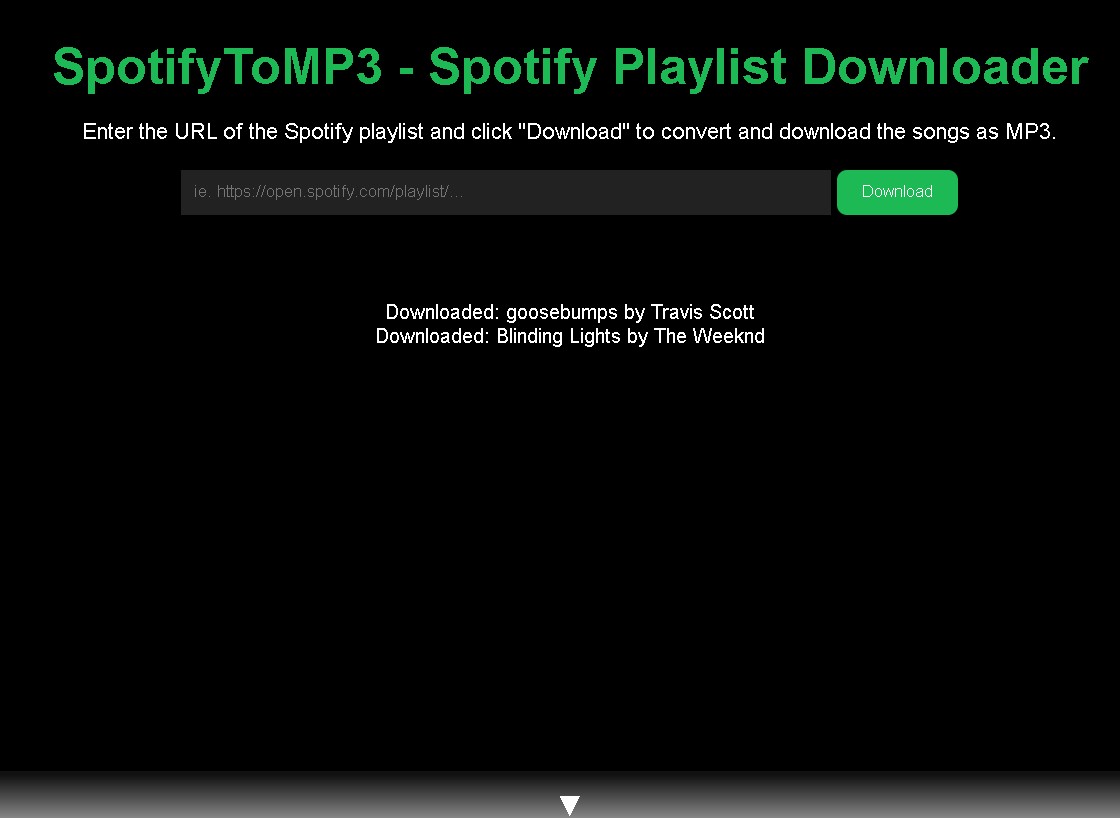 SpotifyToMP3 - Spotify Playlist Downloader
Enter the URL of the Spotify playlist and click "Download" to convert and download the songs as MP3.
ie. https://open.spotify.com/playlist/...
Download
Downloaded: goosebumps by Travis Scott
Downloaded: Blinding Lights by The Weeknd